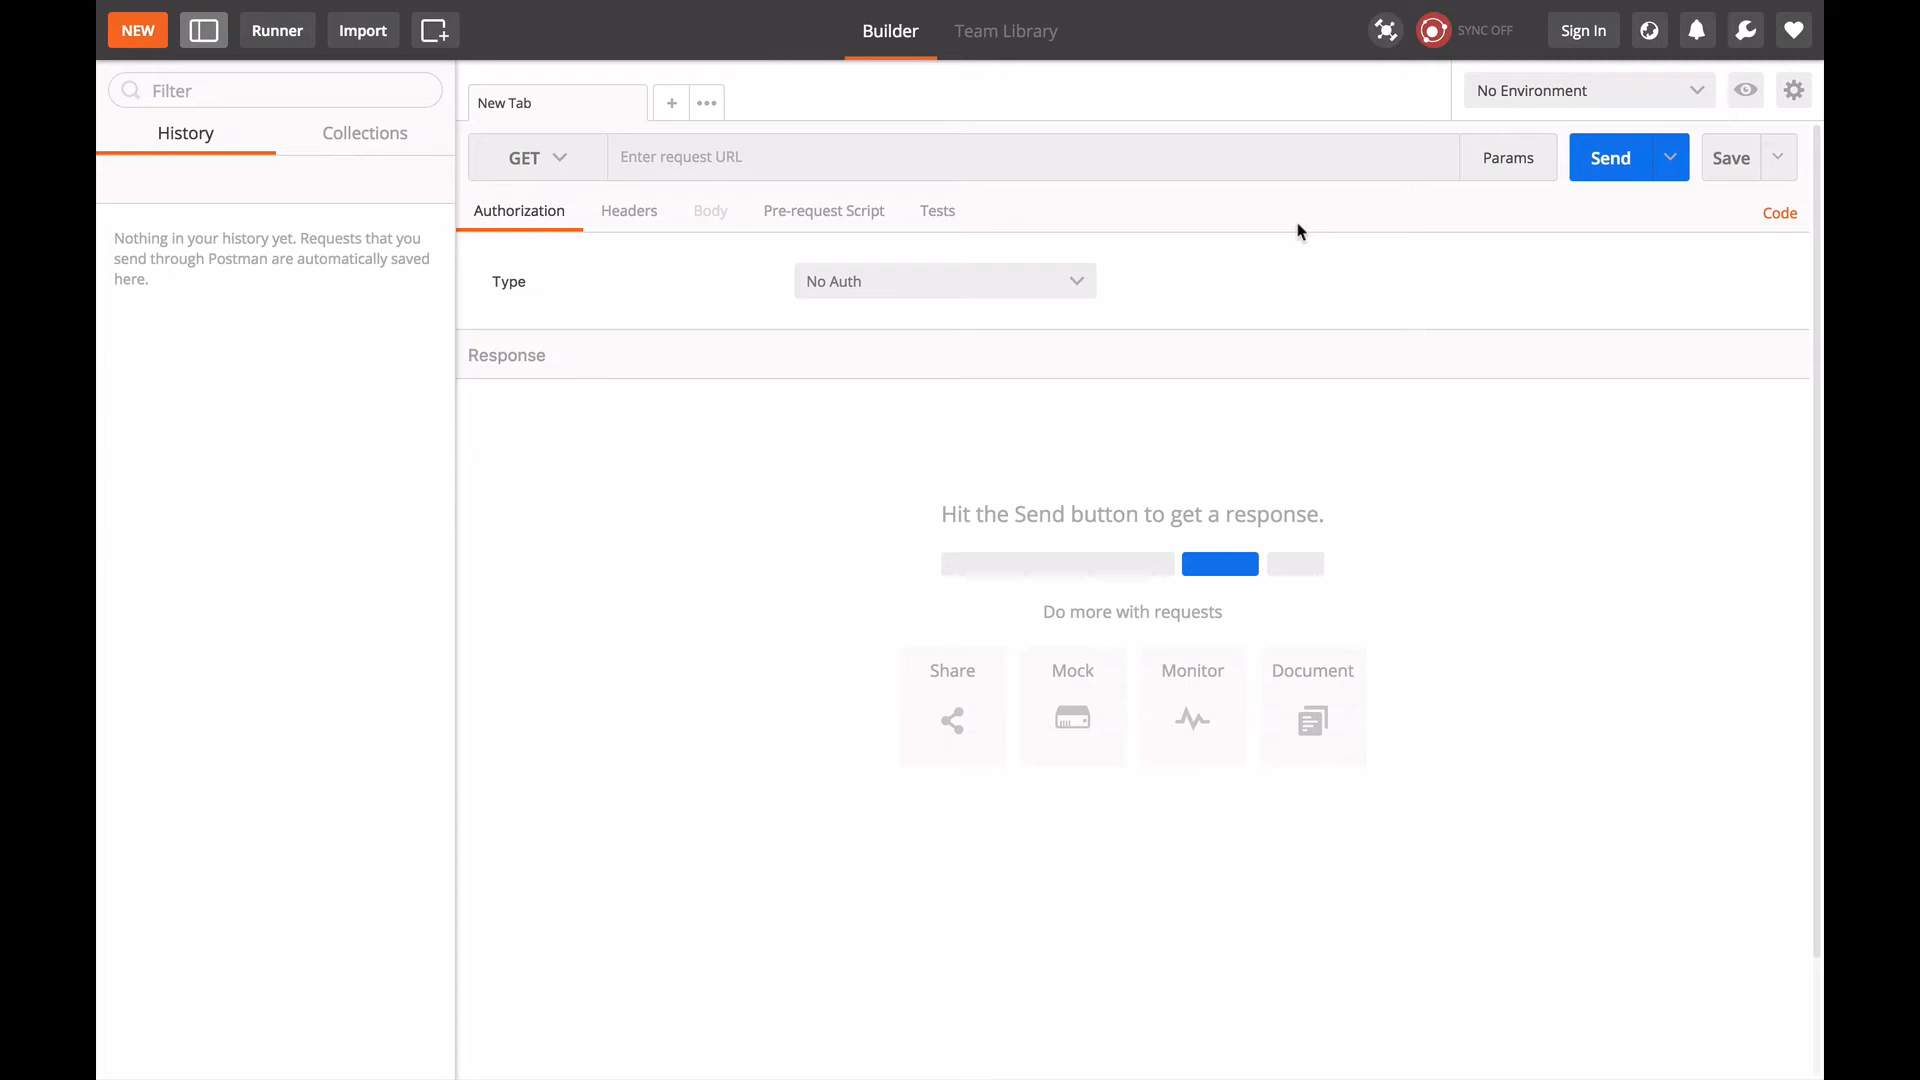 NEW
Runner
Import
Builder
Team Library
SYNC OFF
Sign In
Filter
History
Collections
Nothing in your history yet. Requests that you
send through Postman are automatically saved
here.
New Tab
No Environment
GET
Enter request URL
Params
Send
Save
Authorization
Headers
Body
Pre-request Script
Tests
Code
Type
No Auth
Response
Hit the Send button to get a response.
Do more with requests
Share
Mock
Monitor
Document